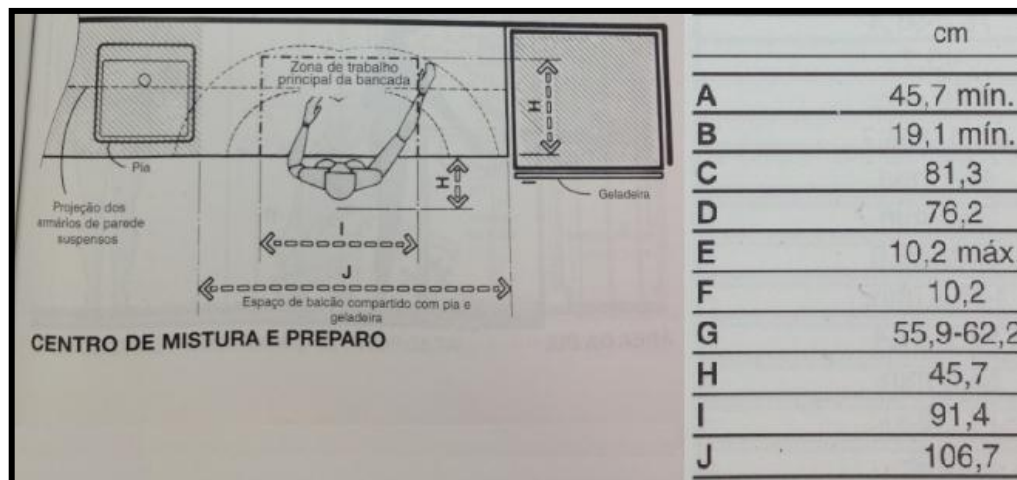 Zona de trabalho
principal da bancada
H
H
Pia
Geladeira
Projeção dos
armários de parede
suspensos
I
J
Espaço de balcão compartido com pia e
geladeira
CENTRO DE MISTURA E PREPARO
cm
A 45,7 mín.
B 19,1 mín.
C 81,3
D 76,2
E 10,2 máx
F 10,2
G 55,9-62,2
H 45,7
I 91,4
J 106,7